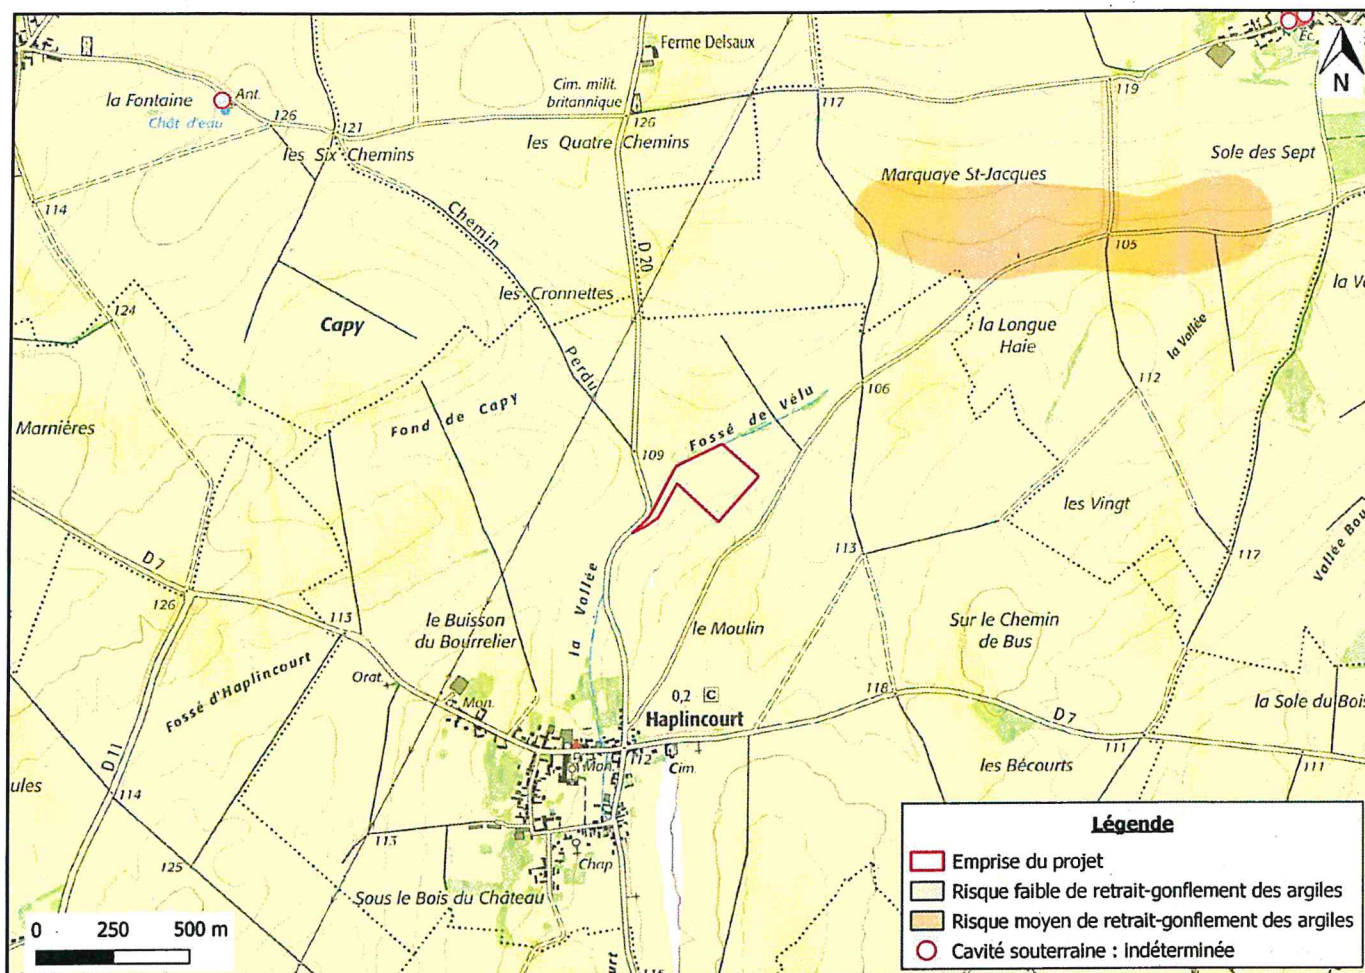 Ferme Delsaux
Éc.
N
la Fontaine
Ant.
Chât d'eau
Cim. milit.
britannique
126
121
126
117
119
les Six Chemins
les Quatre Chemins
Sole des Sept
Marquaye St-Jacques
114
Chemin
D 20
105
les Cronnettes
124
Capy
Perdu
la Longue
Haie
la Vallée
106
112
Fond de Capy
Fossé de Vélu
Marnières
109
les Vingt
113
117
D 7
126
113
la Vallée
le Buisson
du Bourrelier
le Moulin
Sur le Chemin
de Bus
Fossé d'Haplincourt
Orat.
Mon.
0,2 C
Haplincourt
118
D 7
la Sole du Bois
D 11
112
Mon.
Cim.
111
111
les Bécourts
ules
114
113
125
Chap.
Sous le Bois du Château
0 250 500 m
Légende
Emprise du projet
Risque faible de retrait-gonflement des argiles
Risque moyen de retrait-gonflement des argiles
Cavité souterraine : indéterminée